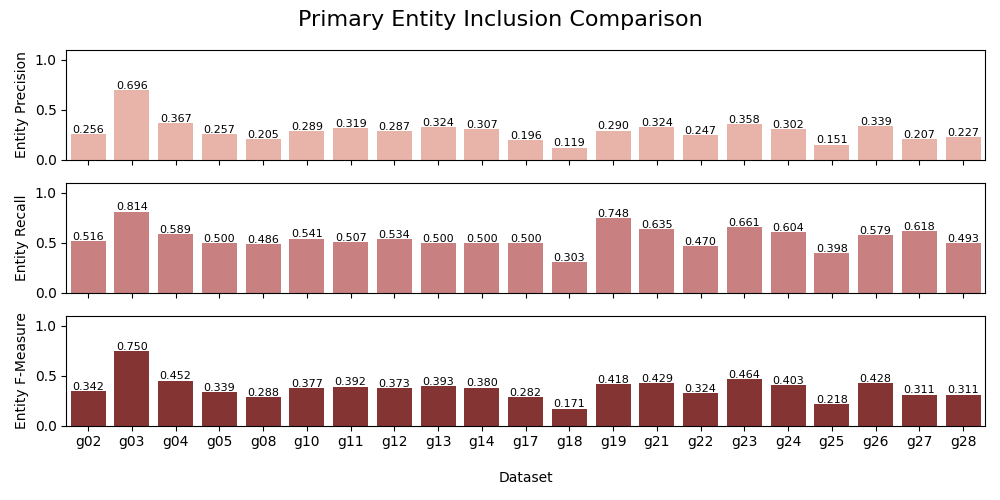 Primary Entity Inclusion Comparison
Entity Precision
1.0
0.5
0.0
0.256 0.696 0.367 0.257 0.205 0.289 0.319 0.287 0.324 0.307 0.196 0.119 0.290 0.324 0.247 0.358 0.302 0.151 0.339 0.207 0.227
Entity Recall
1.0
0.5
0.0
0.516 0.814 0.589 0.500 0.486 0.541 0.507 0.534 0.500 0.500 0.500 0.303 0.748 0.635 0.470 0.661 0.604 0.398 0.579 0.618 0.493
Entity F-Measure
1.0
0.5
0.0
0.342 0.750 0.452 0.339 0.288 0.377 0.392 0.373 0.393 0.380 0.282 0.171 0.418 0.429 0.324 0.464 0.403 0.218 0.428 0.311 0.311
g02 g03 g04 g05 g08 g10 g11 g12 g13 g14 g17 g18 g19 g21 g22 g23 g24 g25 g26 g27 g28
Dataset